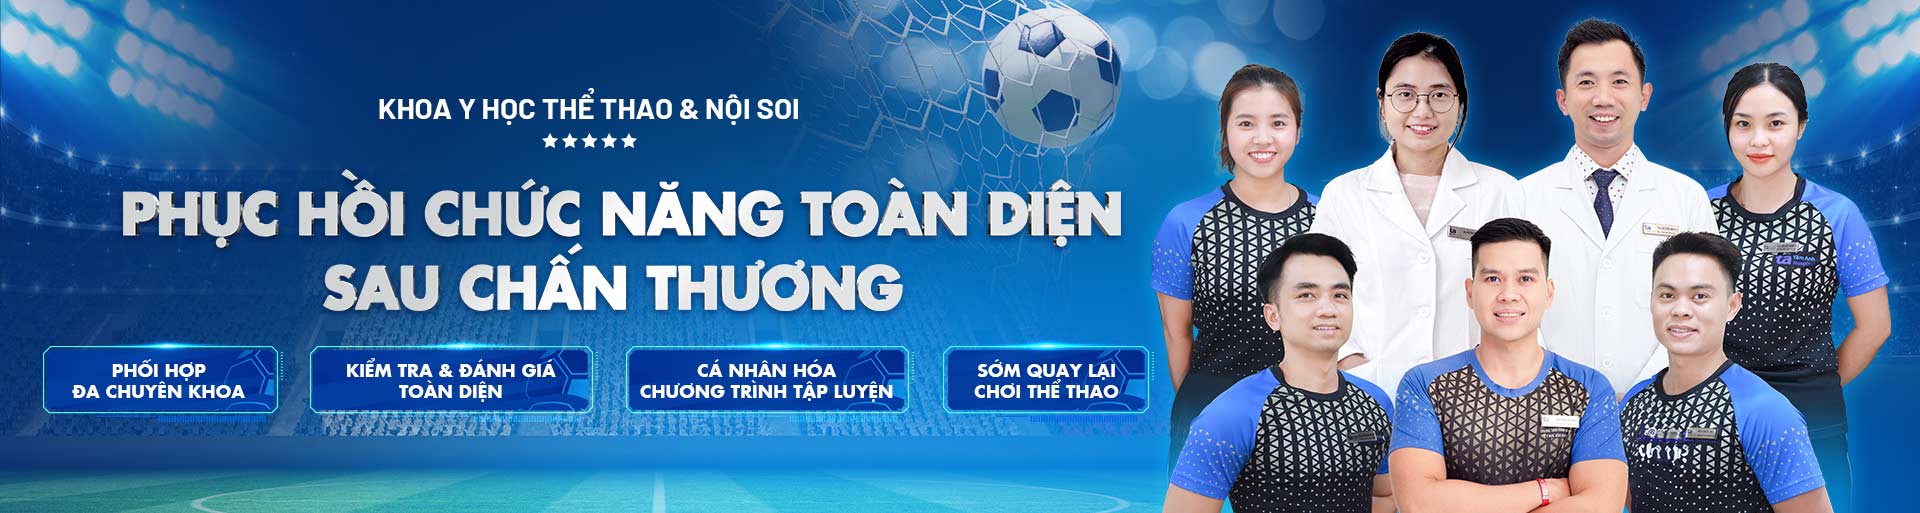 KHOA Y HỌC THỂ THAO & NỘI SOI
PHỤC HỒI CHỨC NĂNG TOÀN DIỆN
SAU CHẤN THƯƠNG
PHỐI HỢP
ĐA CHUYÊN KHOA
KIỂM TRA & ĐÁNH GIÁ
TOÀN DIỆN
CÁ NHÂN HÓA
CHƯƠNG TRÌNH TẬP LUYỆN
SỚM QUAY LẠI
CHƠI THỂ THAO
Tâm Anh